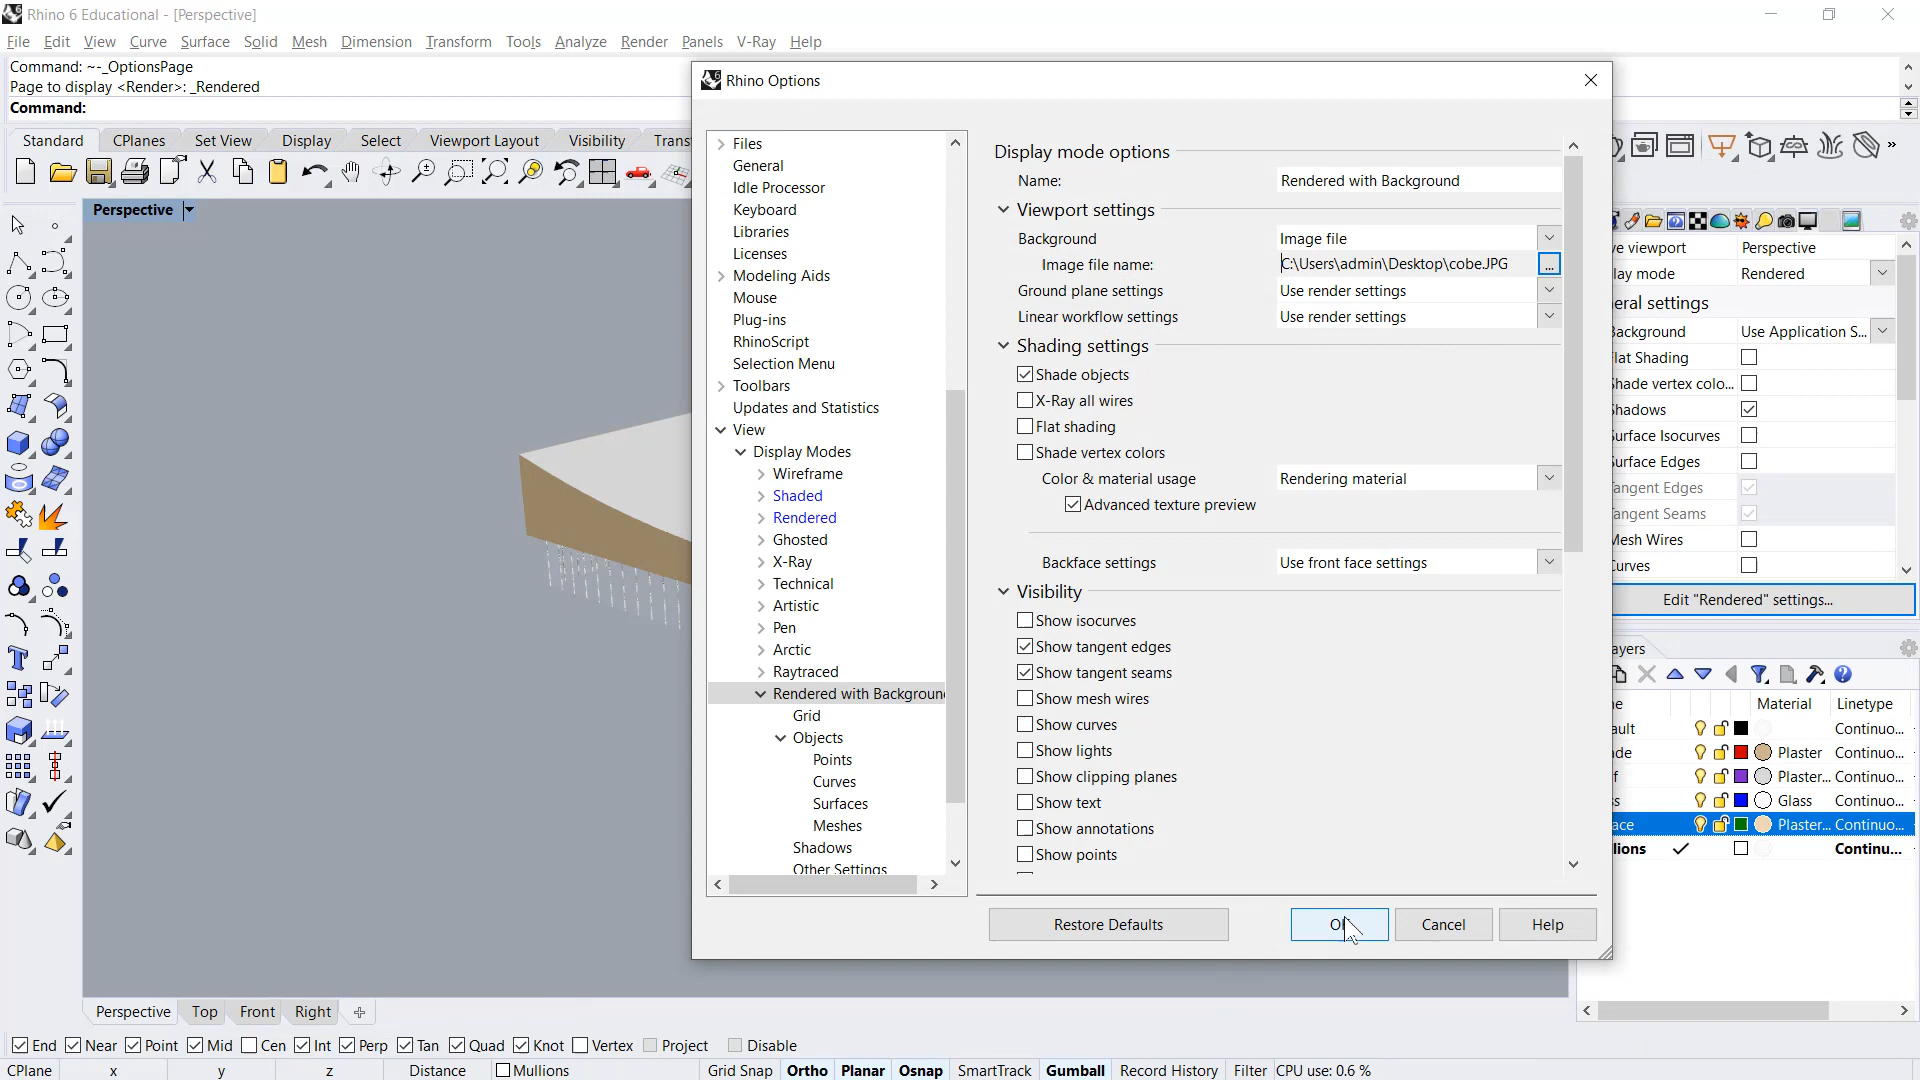 Rhino 6 Educational - [Perspective]
File Edit View Curve Surface Solid Mesh Dimension Transform Tools Analyze Render Panels V-Ray Help
Command: ~-_OptionsPage
Page to display <Render>: _Rendered
Command:
Standard CPlanes Set View Display Select Viewport Layout Visibility Trans
Perspective
Rhino Options
Files
General
Idle Processor
Keyboard
Libraries
Licenses
Modeling Aids
Mouse
Plug-ins
RhinoScript
Selection Menu
Toolbars
Updates and Statistics
View
Display Modes
Wireframe
Shaded
Rendered
Ghosted
X-Ray
Technical
Artistic
Pen
Arctic
Raytraced
Rendered with Backgroun
Grid
Objects
Points
Curves
Surfaces
Meshes
Shadows
Other Settings
Display mode options
Name: Rendered with Background
Viewport settings
Background Image file
Image file name: C:\Users\admin\Desktop\cobe.JPG ...
Ground plane settings Use render settings
Linear workflow settings Use render settings
Shading settings
Shade objects
X-Ray all wires
Flat shading
Shade vertex colors
Color & material usage Rendering material
Advanced texture preview
Backface settings Use front face settings
Visibility
Show isocurves
Show tangent edges
Show tangent seams
Show mesh wires
Show curves
Show lights
Show clipping planes
Show text
Show annotations
Show points
Restore Defaults OK Cancel Help
ve viewport Perspective
lay mode Rendered
eral settings
Background Use Application S...
lat Shading
hade vertex colo...
hadows
urface Isocurves
urface Edges
angent Edges
angent Seams
Mesh Wires
urves
Edit "Rendered" settings...
ayers
me Material Linetype
ault Continuo...
ade Plaster Continuo...
f Plaster... Continuo...
ss Glass Continuo...
ace Plaster... Continuo...
lions Continu...
Perspective Top Front Right
End Near Point Mid Cen Int Perp Tan Quad Knot Vertex Project Disable
CPlane x y z Distance Mullions Grid Snap Ortho Planar Osnap SmartTrack Gumball Record History Filter CPU use: 0.6 %